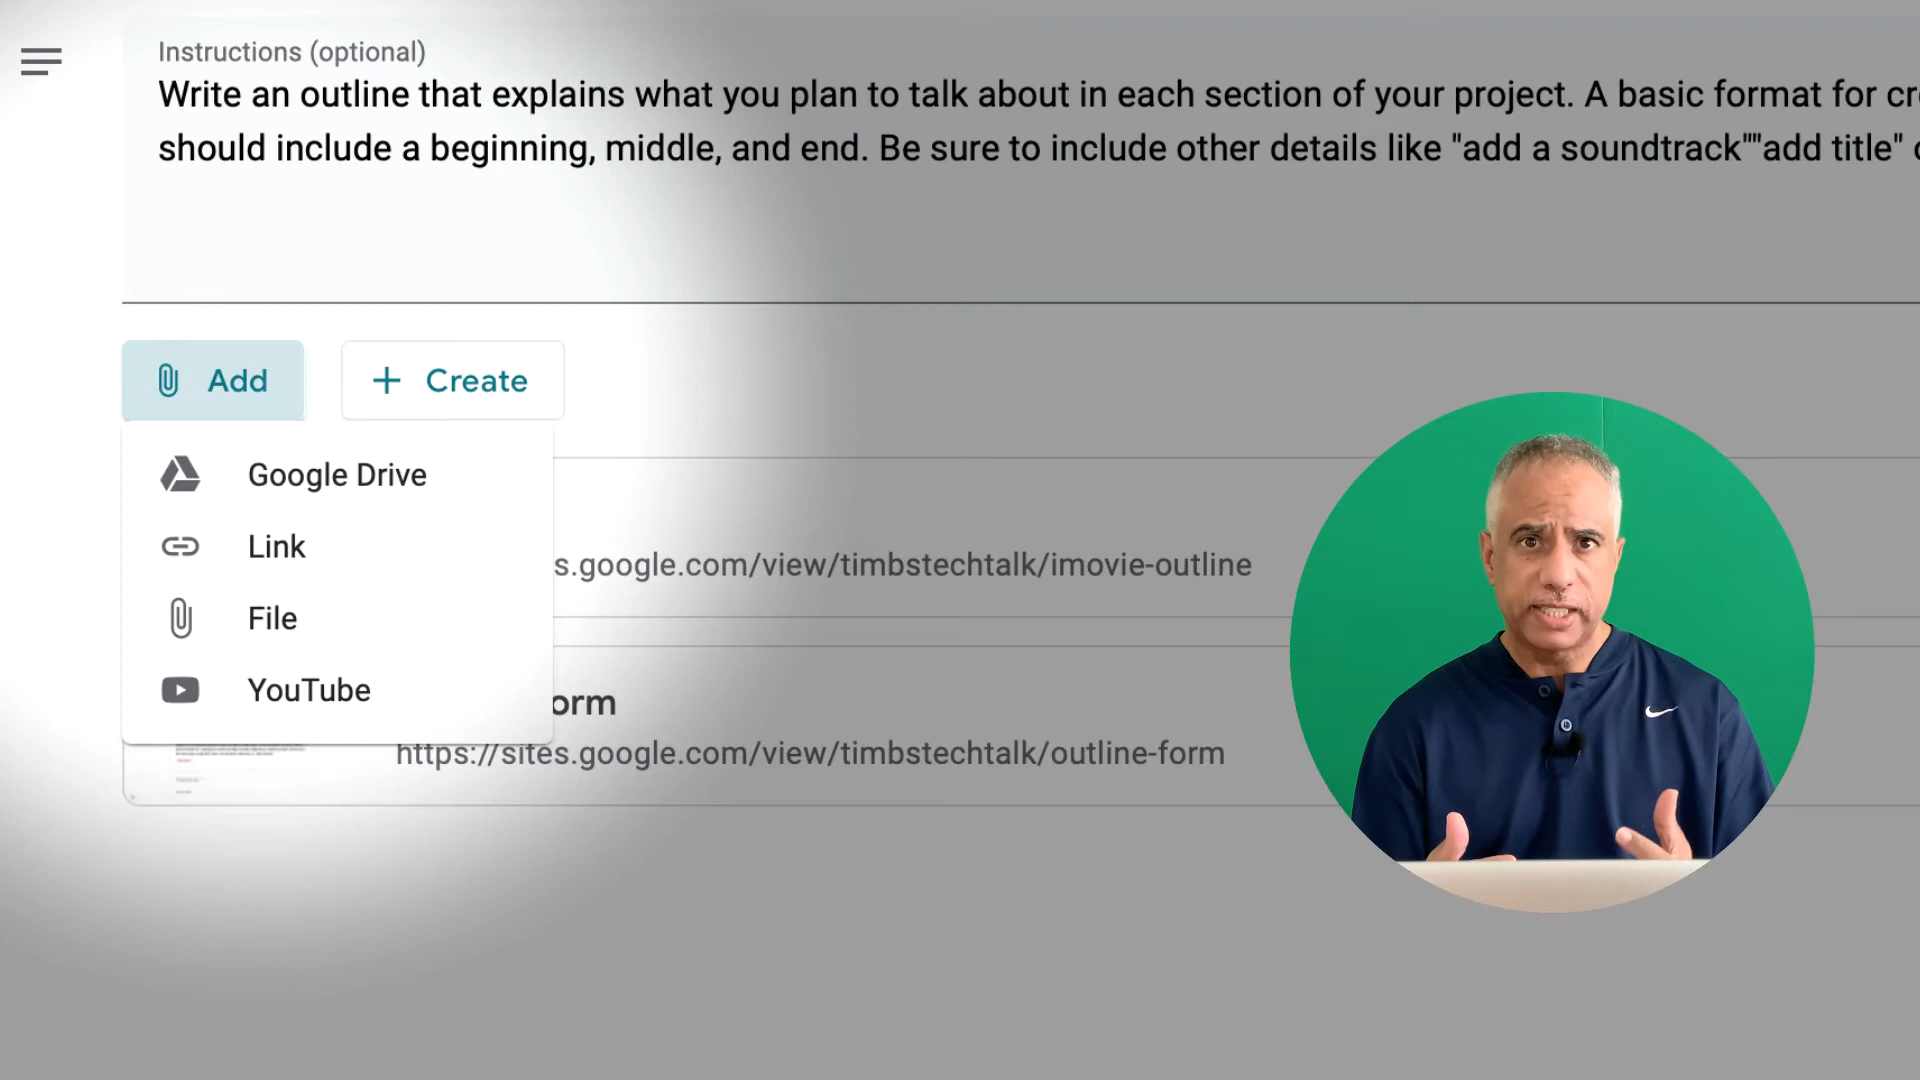 Instructions (optional)
Write an outline that explains what you plan to talk about in each section of your project. A basic format for cr
should include a beginning, middle, and end. Be sure to include other details like "add a soundtrack""add title"
Add
Create
Google Drive
Link
s.google.com/view/timbstechtalk/imovie-outline
File
YouTube
orm
https://sites.google.com/view/timbstechtalk/outline-form